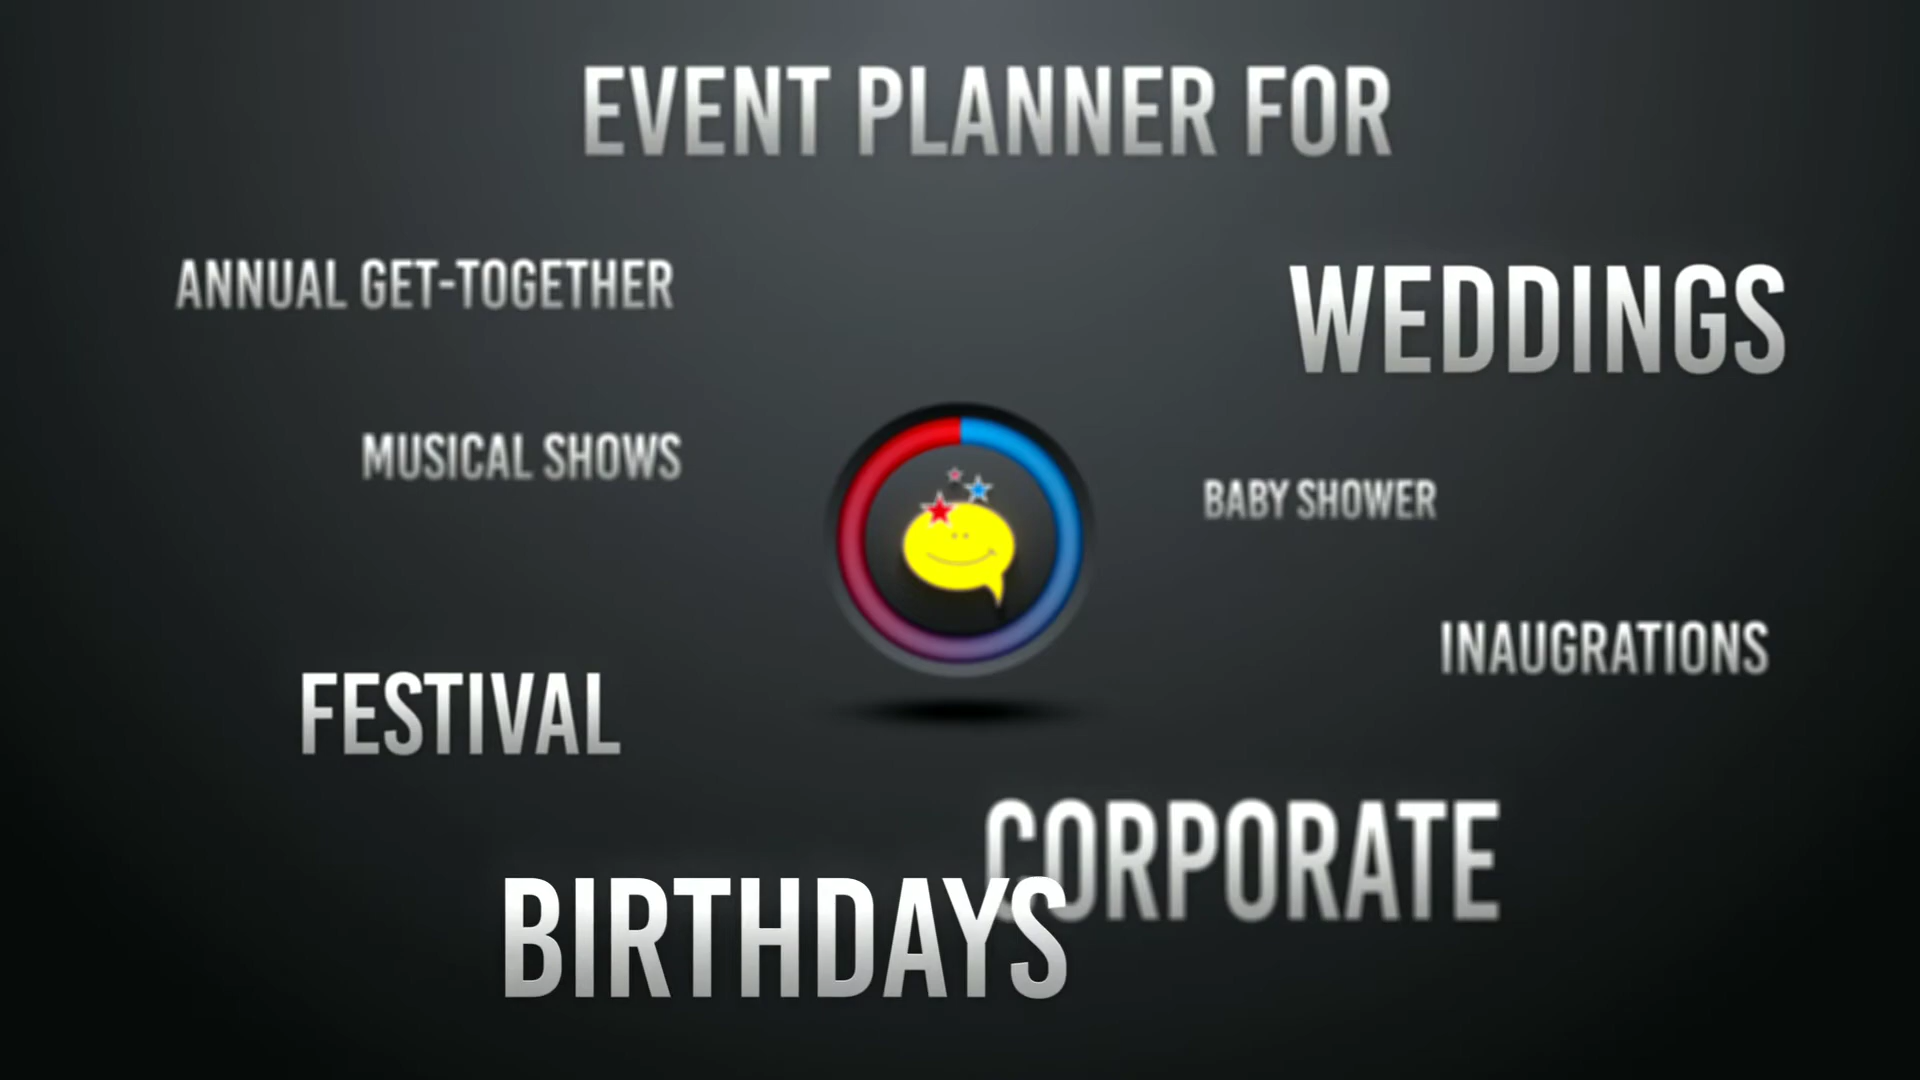 EVENT PLANNER FOR
ANNUAL GET-TOGETHER
WEDDINGS
MUSICAL SHOWS
BABY SHOWER
INAUGRATIONS
FESTIVAL
CORPORATE
BIRTHDAYS